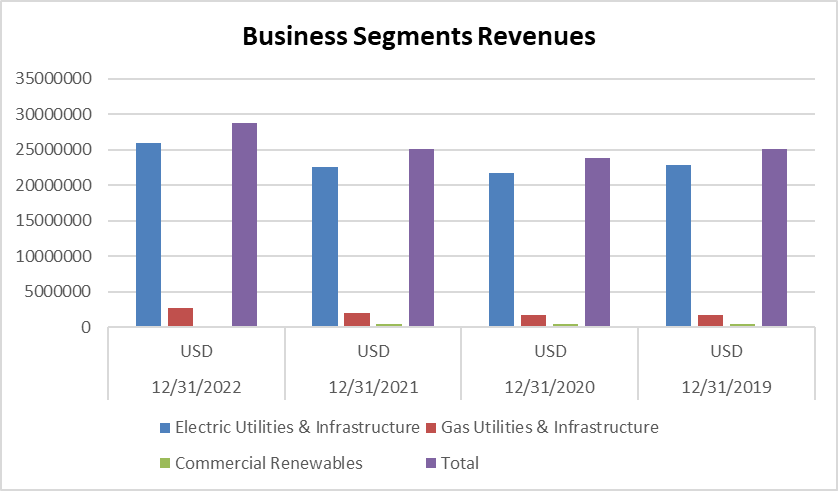 Business Segments Revenues
35000000
30000000
25000000
20000000
15000000
10000000
5000000
0
USD USD USD USD
12/31/2022 12/31/2021 12/31/2020 12/31/2019
Electric Utilities & Infrastructure Gas Utilities & Infrastructure
Commercial Renewables Total